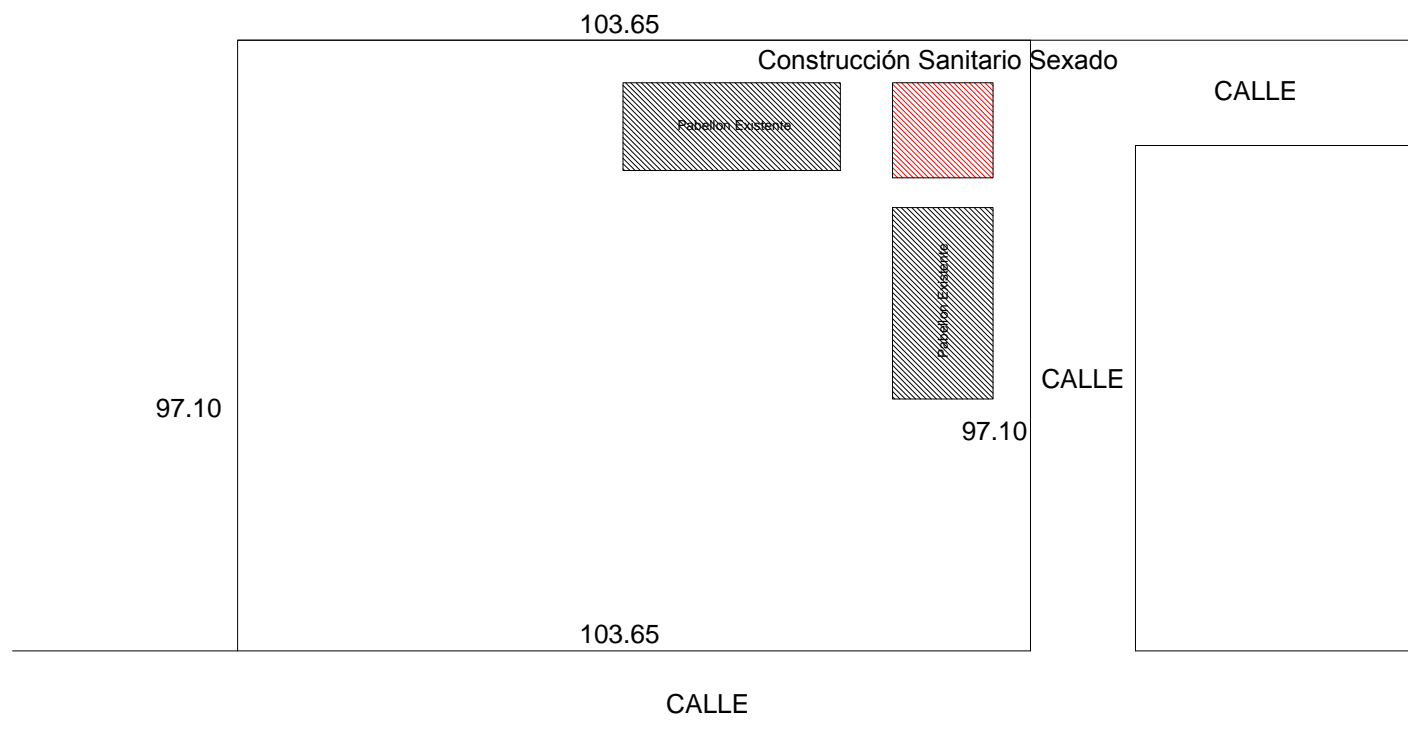 103.65
Construcción Sanitario Sexado
CALLE
Pabellon Existente
Pabellon Existente
CALLE
97.10
97.10
103.65
CALLE